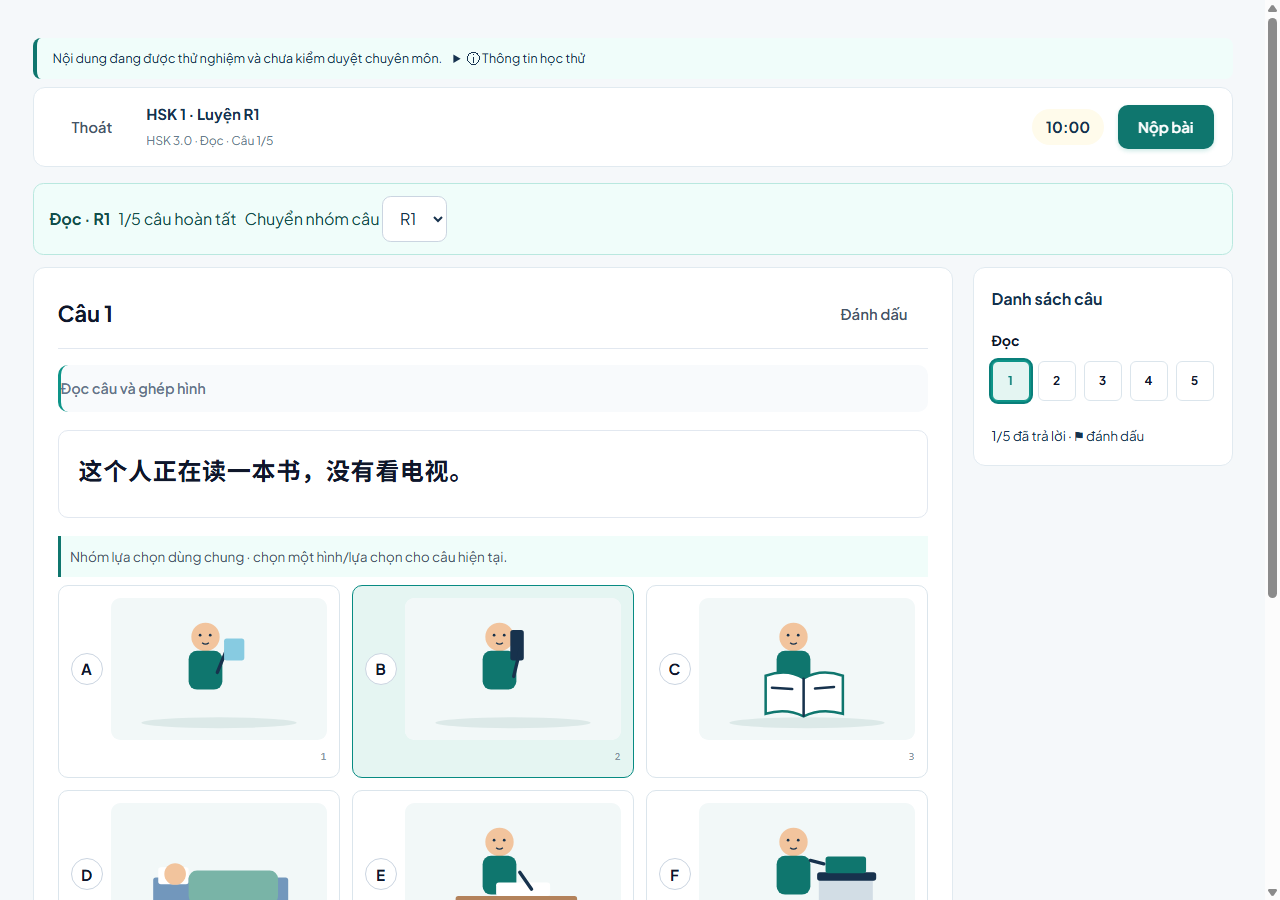 Nội dung đang được thử nghiệm và chưa kiểm duyệt chuyên môn. ▶ ⓘ Thông tin học thử
Thoát
HSK 1 · Luyện R1
HSK 3.0 · Đọc · Câu 1/5
10:00
Nộp bài
Đọc · R1 1/5 câu hoàn tất Chuyển nhóm câu R1
Câu 1
Đánh dấu
Đọc câu và ghép hình
这个人正在读一本书，没有看电视。
Nhóm lựa chọn dùng chung · chọn một hình/lựa chọn cho câu hiện tại.
A
1
B
2
C
3
D
E
F
Danh sách câu
Đọc
1 2 3 4 5
1/5 đã trả lời · ⚑ đánh dấu